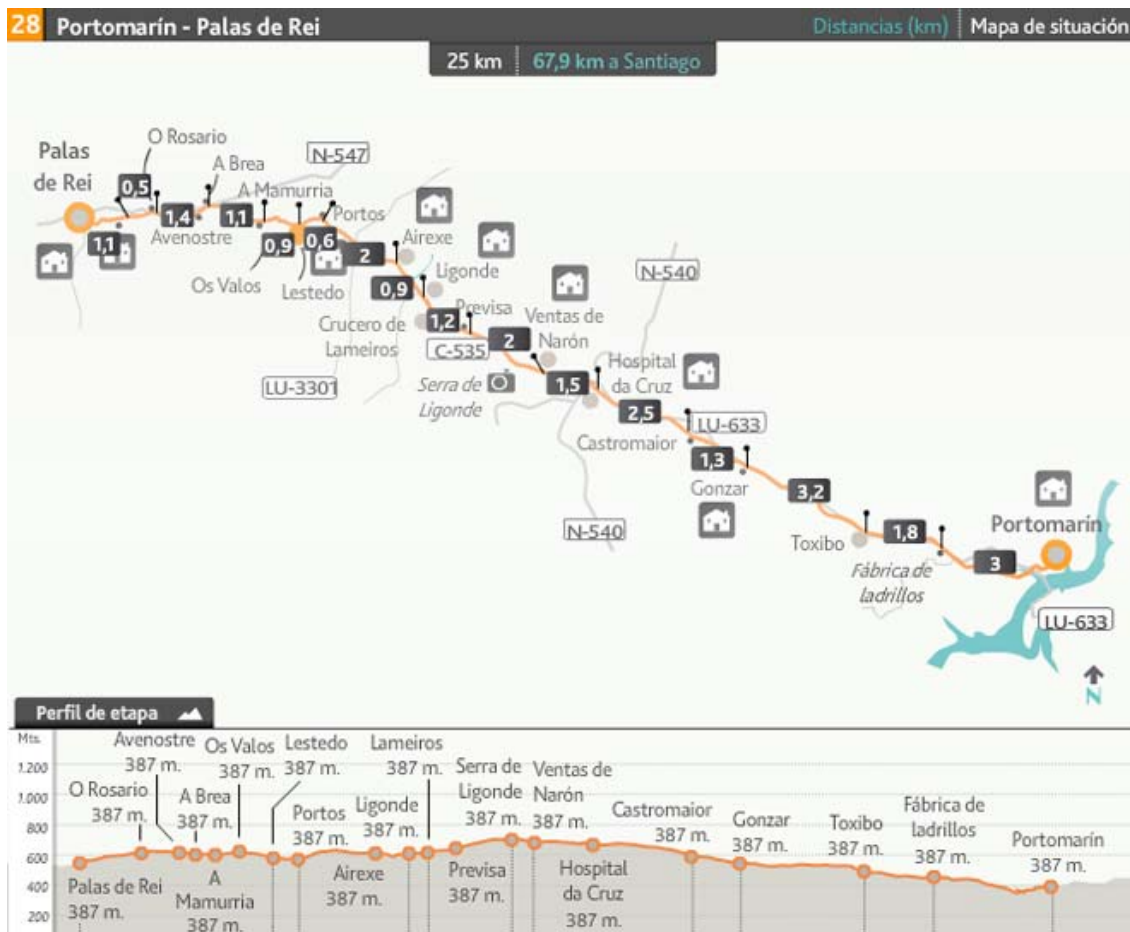 28 Portomarín - Palas de Rei Distancias (km) Mapa de situación
25 km 67,9 km a Santiago
O Rosario
Palas
de Rei
A Brea
N-547
0,5
A Mamurria
1,4
1,1
Portos
Avenostre
1,1
0,9
0,6
2
Airexe
Os Valos
Lestedo
0,9
Ligonde
N-540
Crucero de
Lameiros
1,2
Previsa
2
Ventas de
Narón
C-535
LU-3301
Serra de
Ligonde
1,5
Hospital
da Cruz
2,5
LU-633
Castromaior
1,3
Gonzar
3,2
N-540
Toxibo
1,8
Portomarín
Fábrica de
ladrillos
3
LU-633
N
Perfil de etapa
Mts.
1.200
1.000
800
600
400
200
Avenostre
387 m.
Os Valos
387 m.
Lestedo
387 m.
Lameiros
387 m.
Serra de
Ligonde
387 m.
Ventas de
Narón
387 m.
O Rosario
387 m.
A Brea
387 m.
Portos
387 m.
Ligonde
387 m.
Castromaior
387 m.
Gonzar
387 m.
Toxibo
387 m.
Fábrica de
ladrillos
387 m.
Portomarín
387 m.
Palas de Rei
387 m.
A
Mamurria
387 m.
Airexe
387 m.
Previsa
387 m.
Hospital
da Cruz
387 m.